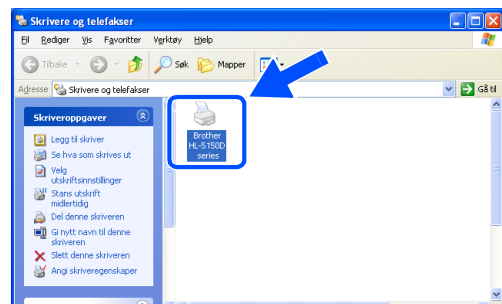 Skrivere og telefakser
Fil Rediger Vis Favoritter Verktøy Hjelp
Tilbake Søk Mapper
Adresse Skrivere og telefakser Gå til
Skriveroppgaver
Legg til skriver
Se hva som skrives ut
Velg
utskriftsinnstillinger
Stans utskrift
midlertidig
Del denne skriveren
Gi nytt navn til denne
skriveren
Slett denne skriveren
Angi skriveregenskaper
Brother
HL-5150D
series